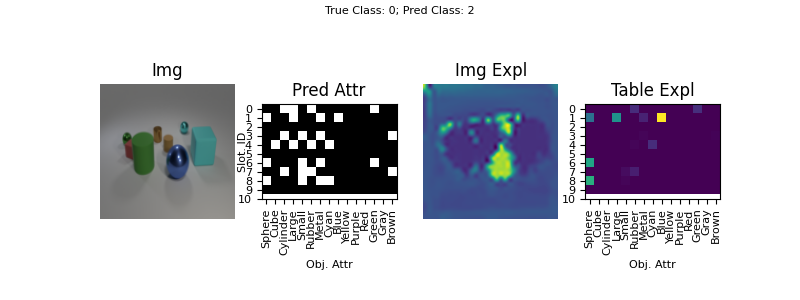 True Class: 0; Pred Class: 2
Img
Pred Attr
Img Expl
Table Expl
Slot. ID
0
1
2
3
4
5
6
7
8
9
10
0
1
2
3
4
5
6
7
8
9
10
Sphere
Cube
Cylinder
Large
Small
Rubber
Metal
Cyan
Blue
Yellow
Purple
Red
Green
Gray
Brown
Sphere
Cube
Cylinder
Large
Small
Rubber
Metal
Cyan
Blue
Yellow
Purple
Red
Green
Gray
Brown
Obj. Attr
Obj. Attr